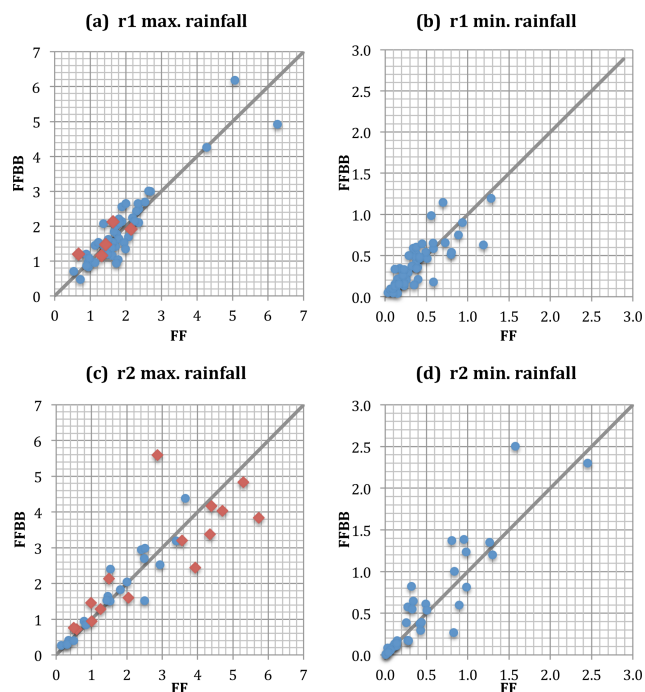 (a) r1 max. rainfall
7
6
5
4
3
2
1
0
FFBB
0 1 2 3 4 5 6 7
FF
(b) r1 min. rainfall
3.0
2.5
2.0
1.5
1.0
0.5
0.0
FFBB
0.0 0.5 1.0 1.5 2.0 2.5 3.0
FF
(c) r2 max. rainfall
7
6
5
4
3
2
1
0
FFBB
0 1 2 3 4 5 6 7
FF
(d) r2 min. rainfall
3.0
2.5
2.0
1.5
1.0
0.5
0.0
FFBB
0.0 0.5 1.0 1.5 2.0 2.5 3.0
FF